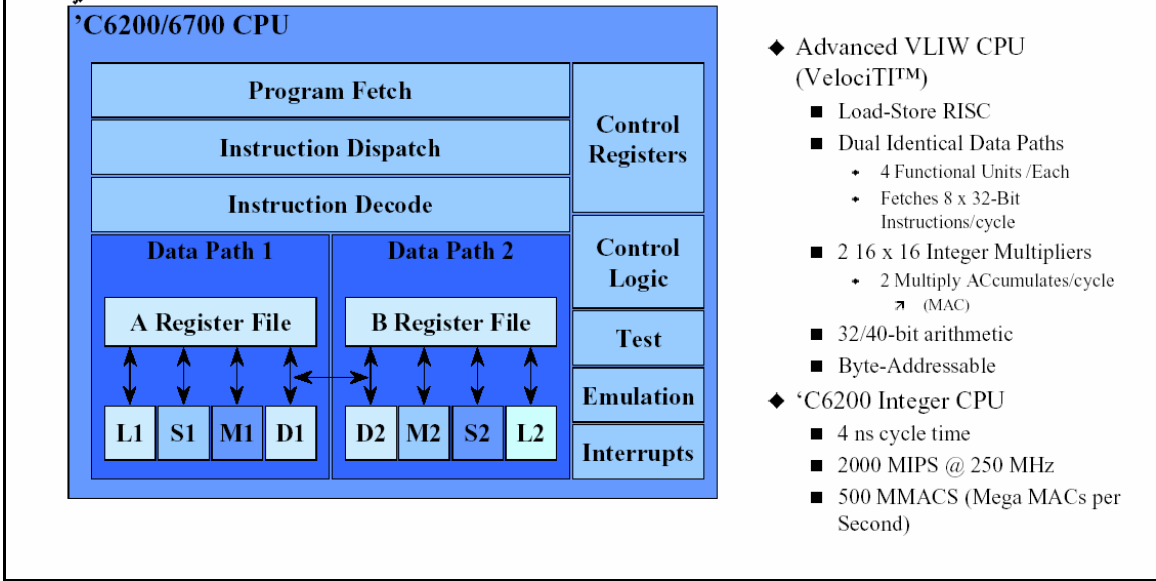 ’C6200/6700 CPU
Program Fetch
Instruction Dispatch
Instruction Decode
Control
Registers
Data Path 1
Data Path 2
Control
Logic
A Register File
B Register File
Test
Emulation
Interrupts
L1 S1 M1 D1
D2 M2 S2 L2
Advanced VLIW CPU
(VelociTI™)
Load-Store RISC
Dual Identical Data Paths
4 Functional Units /Each
Fetches 8 x 32-Bit
Instructions/cycle
2 16 x 16 Integer Multipliers
2 Multiply ACcumulates/cycle
(MAC)
32/40-bit arithmetic
Byte-Addressable
‘C6200 Integer CPU
4 ns cycle time
2000 MIPS @ 250 MHz
500 MMACS (Mega MACs per
Second)